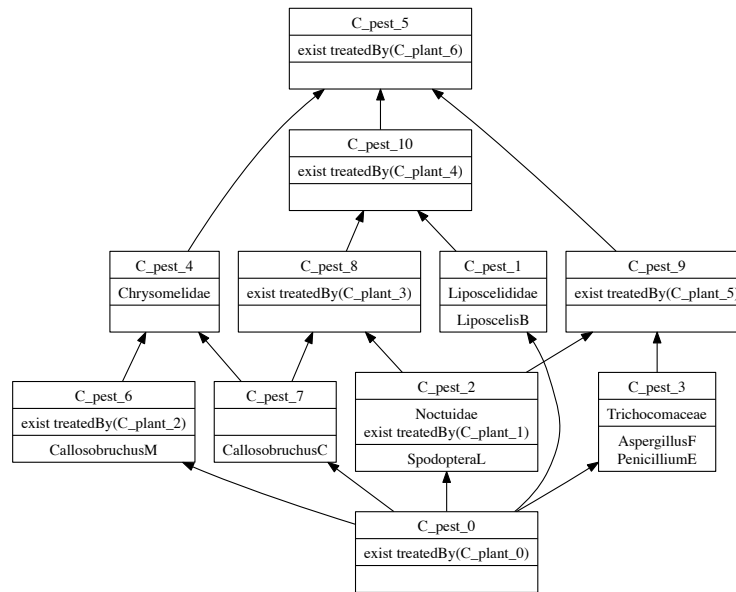 C_pest_5
exist treatedBy(C_plant_6)
C_pest_10
exist treatedBy(C_plant_4)
C_pest_4
Chrysomelidae
C_pest_8
exist treatedBy(C_plant_3)
C_pest_1
Liposcelididae
LiposcelisB
C_pest_9
exist treatedBy(C_plant_5)
C_pest_6
exist treatedBy(C_plant_2)
CallosobruchusM
C_pest_7
CallosobruchusC
C_pest_2
Noctuidae
exist treatedBy(C_plant_1)
SpodopteraL
C_pest_3
Trichocomaceae
AspergillusF
PenicilliumE
C_pest_0
exist treatedBy(C_plant_0)